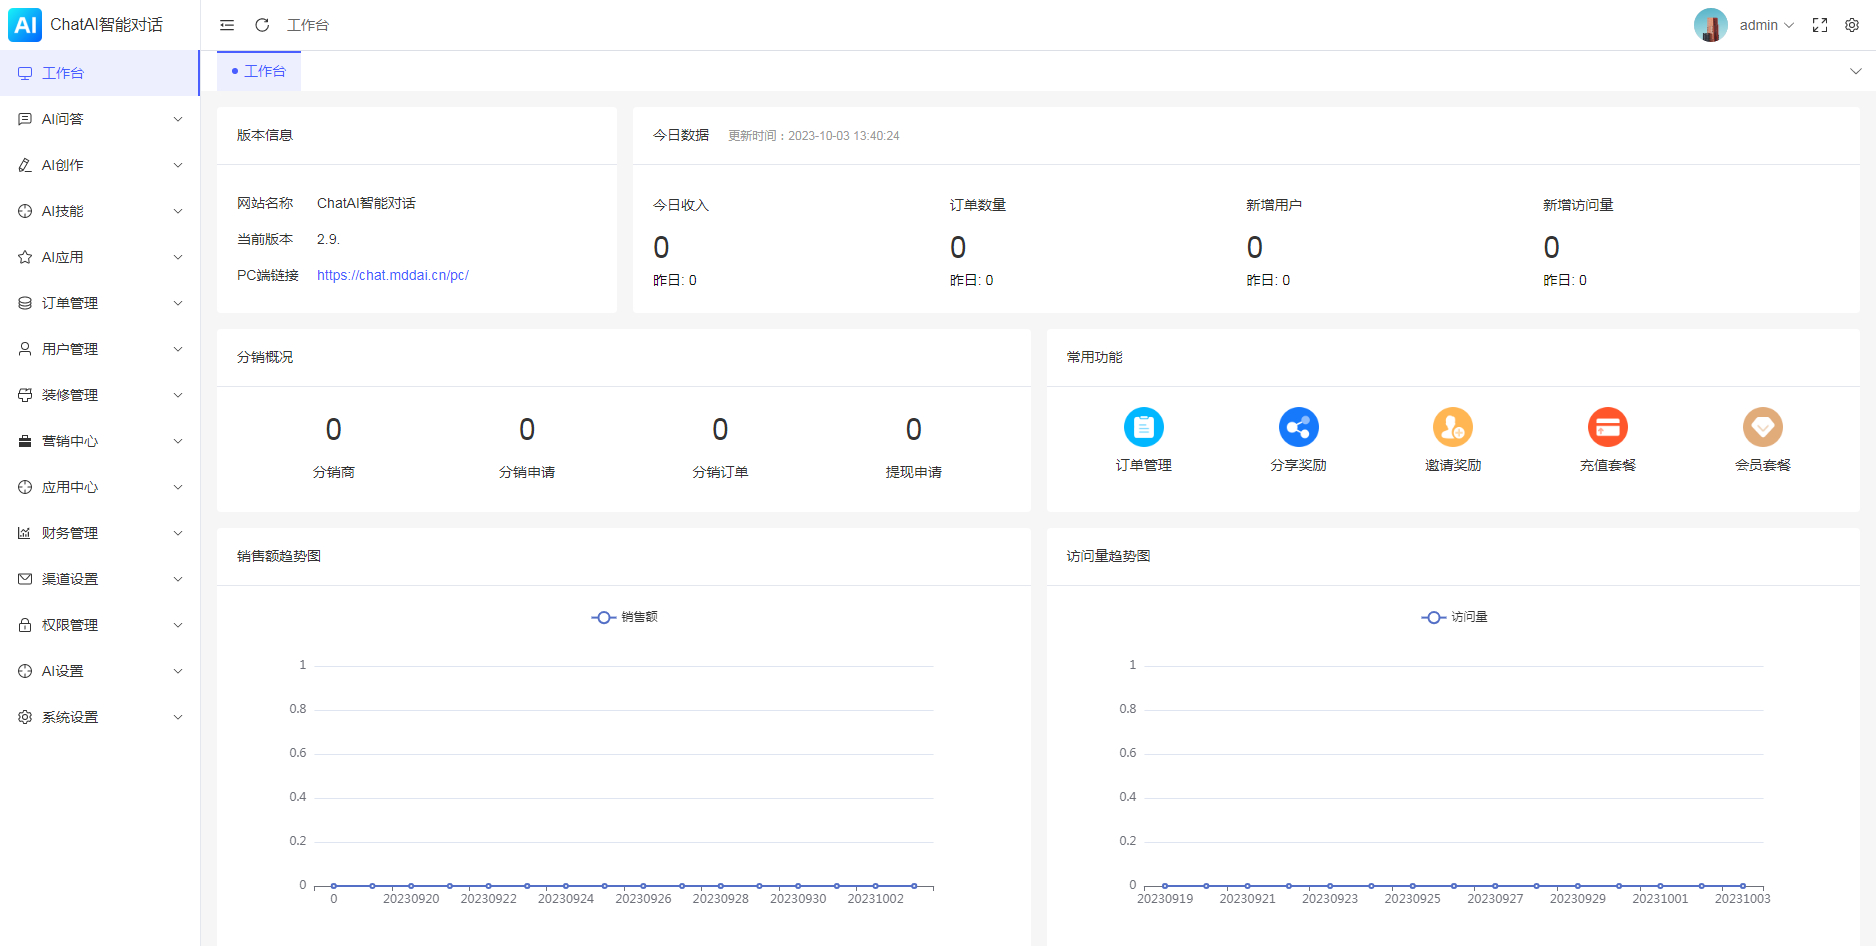 AI ChatAI智能对话
工作台
admin
工作台
AI问答
AI创作
AI技能
AI应用
订单管理
用户管理
装修管理
营销中心
应用中心
财务管理
渠道设置
权限管理
AI设置
系统设置
工作台
版本信息
网站名称 ChatAI智能对话
当前版本 2.9.
PC端链接 https://chat.mddai.cn/pc/
今日数据 更新时间：2023-10-03 13:40:24
今日收入 订单数量 新增用户 新增访问量
0 0 0 0
昨日: 0 昨日: 0 昨日: 0 昨日: 0
分销概况
0 0 0 0
分销商 分销申请 分销订单 提现申请
常用功能
订单管理 分享奖励 邀请奖励 充值套餐 会员套餐
销售额趋势图
销售额
1
0.8
0.6
0.4
0.2
0
0 20230920 20230922 20230924 20230926 20230928 20230930 20231002
访问量趋势图
访问量
1
0.8
0.6
0.4
0.2
0
20230919 20230921 20230923 20230925 20230927 20230929 20231001 20231003